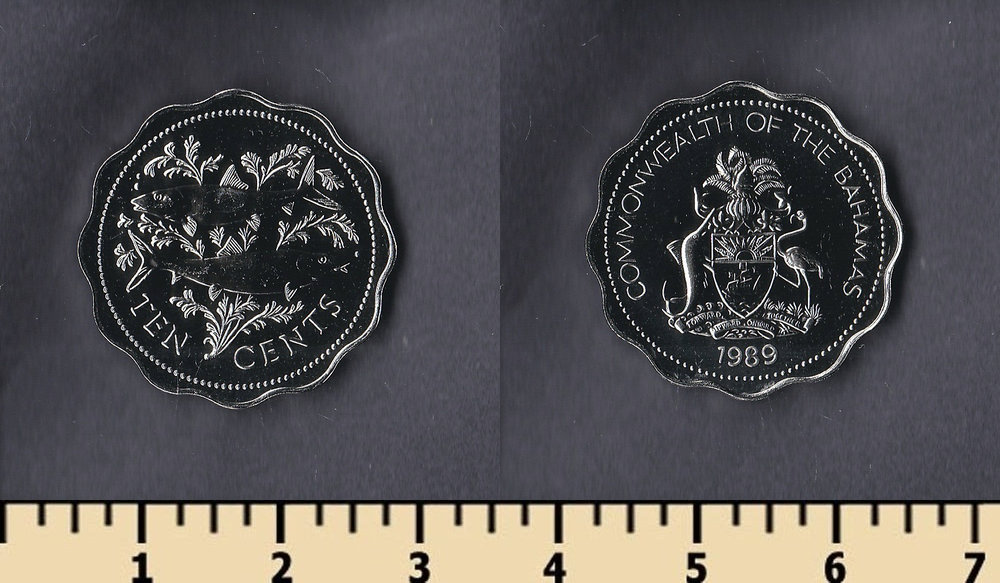 TEN CENTS
COMMONWEALTH OF THE BAHAMAS
FORWARD UPWARD ONWARD TOGETHER
1989
1 2 3 4 5 6 7